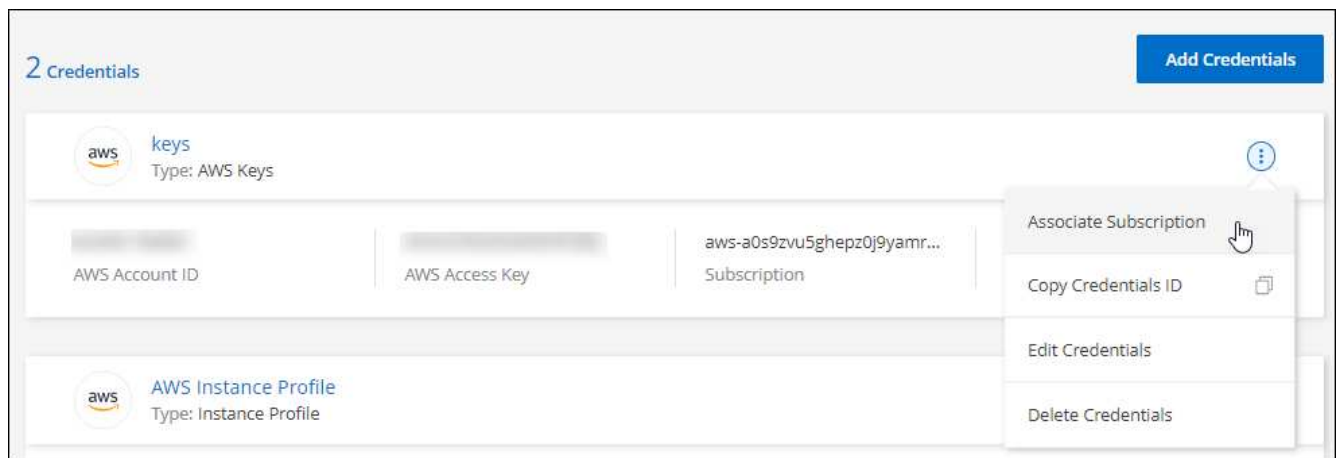 2 Credentials
Add Credentials
aws
keys
Type: AWS Keys
Associate Subscription
aws-a0s9zvu5ghepz0j9yamr...
AWS Account ID
AWS Access Key
Subscription
Copy Credentials ID
Edit Credentials
aws
AWS Instance Profile
Type: Instance Profile
Delete Credentials